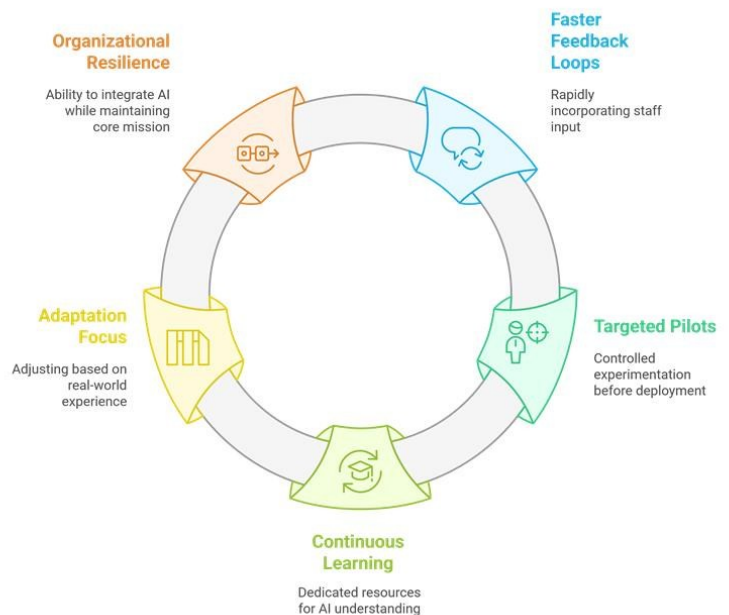 Organizational
Resilience
Ability to integrate AI
while maintaining
core mission
Faster
Feedback
Loops
Rapidly
incorporating staff
input
Adaptation
Focus
Adjusting based on
real-world
experience
Targeted Pilots
Controlled
experimentation
before deployment
Continuous
Learning
Dedicated resources
for AI understanding